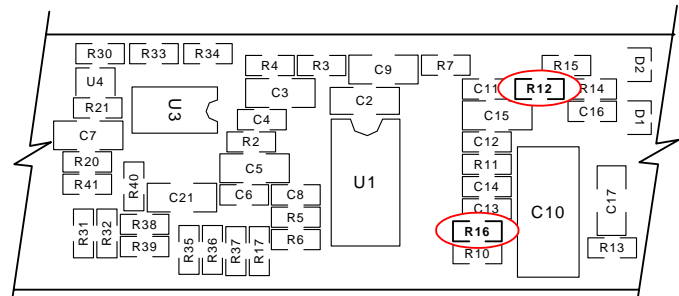 R30 R33 R34
R4 R3 C9 R7 R15 D2
U4 C3 C11 R12 R14
R21 U3 C2 C15 C16 D1
C7 C4
R2 C12
R20 C5 R11
R41 R40 U1 C14
C21 C6 C8 C13 C10 C17
R31 R32 R38 R5 R16
R39 R35 R36 R37 R17 R6 R10 R13